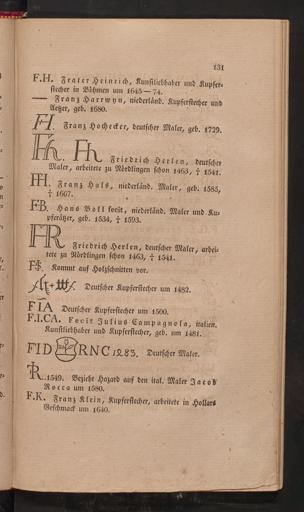 131
F.H. Frater Heinrich, Kunstliebhaber und Kupfer-
stecher in Böhmen um 1645—74.
— Franz Harrwyn, niederländ. Kupferstecher und
Aetzer, geb. 1680.
FH. Franz Hochecker, deutscher Maler, geb. 1729.
Fh. Fh Friedrich Herlen, deutscher
Maler, arbeitete zu Nördlingen schon 1463, † 1541.
FH. Franz Hals, niederländ. Maler, geb. 1585,
† 1667.
FB. Hans Boll fecit, niederländ. Maler und Ku-
pferätzer, geb. 1534, † 1593.
FR Friedrich Herlen, deutscher Maler, arbei-
tete zu Nördlingen schon 1463, † 1541.
FS. Kommt auf Holzschnitten vor.
Deutscher Kupferstecher um 1482.
FIA Deutscher Kupferstecher um 1500.
F.I.CA. Fecit Julius Campagnola, italien.
Kunstliebhaber und Kupferstecher, geb. um 1481.
FID RNC 1283. Deutscher Maler.
R. 1549. Beziehe Hazard auf den ital. Maler Jacob
Rocca um 1580.
F.K. Franz Klein, Kupferstecher, arbeitete in Hollars
Geschmack um 1640.